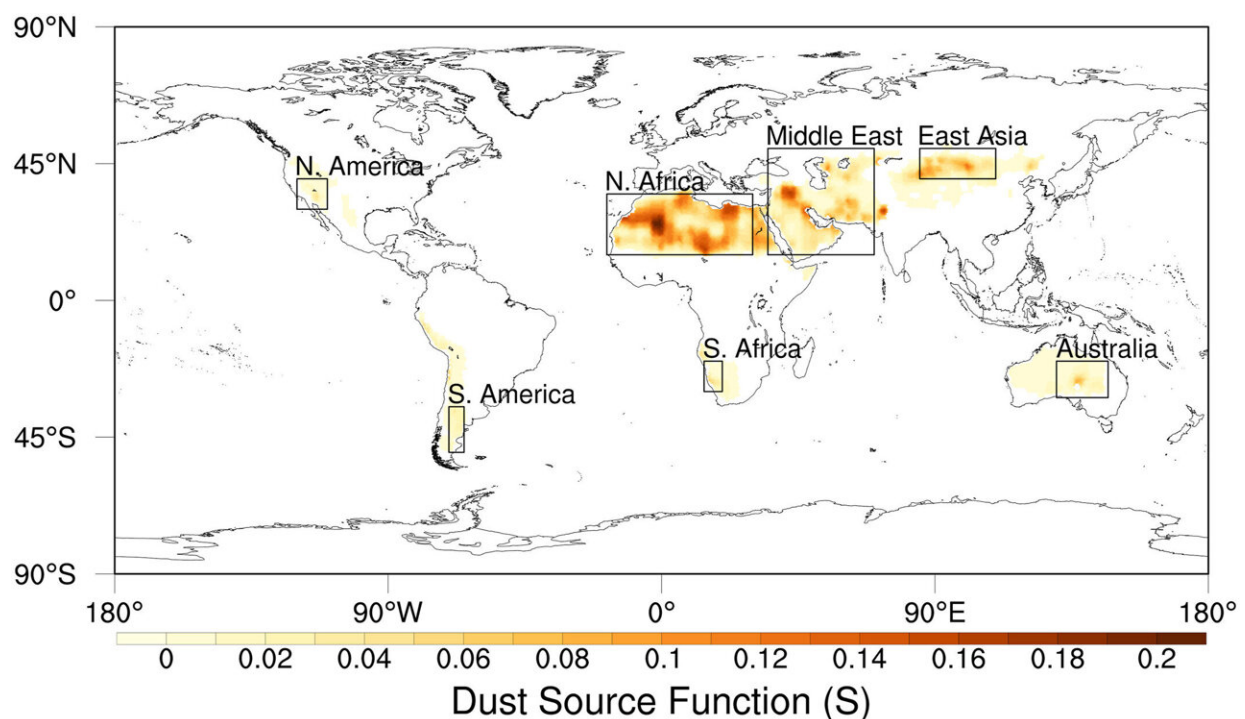 90°N
Middle East East Asia
45°N
N. America
N. Africa
0°
S. Africa
Australia
S. America
45°S
90°S
180° 90°W 0° 90°E 180°
0 0.02 0.04 0.06 0.08 0.1 0.12 0.14 0.16 0.18 0.2
Dust Source Function (S)